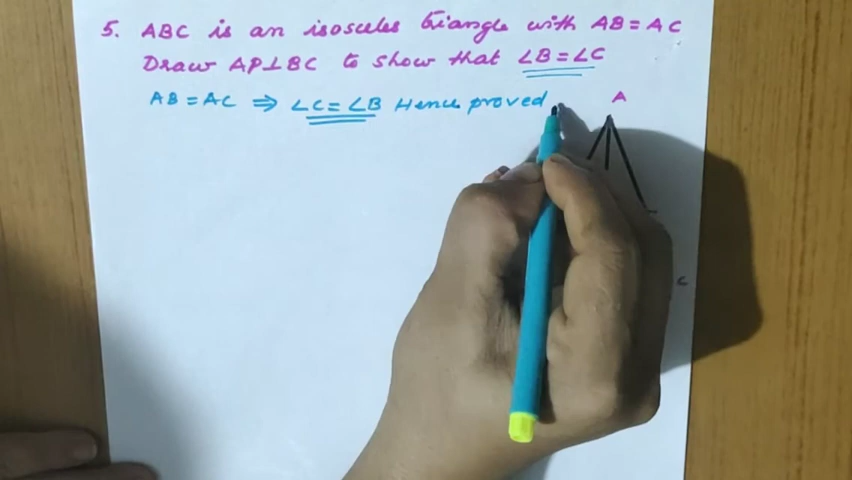 5. ABC is an isosceles triangle with AB = AC
Draw AP⊥BC to show that ∠B = ∠C
AB = AC ⇒ ∠C = ∠B Hence proved
A
C